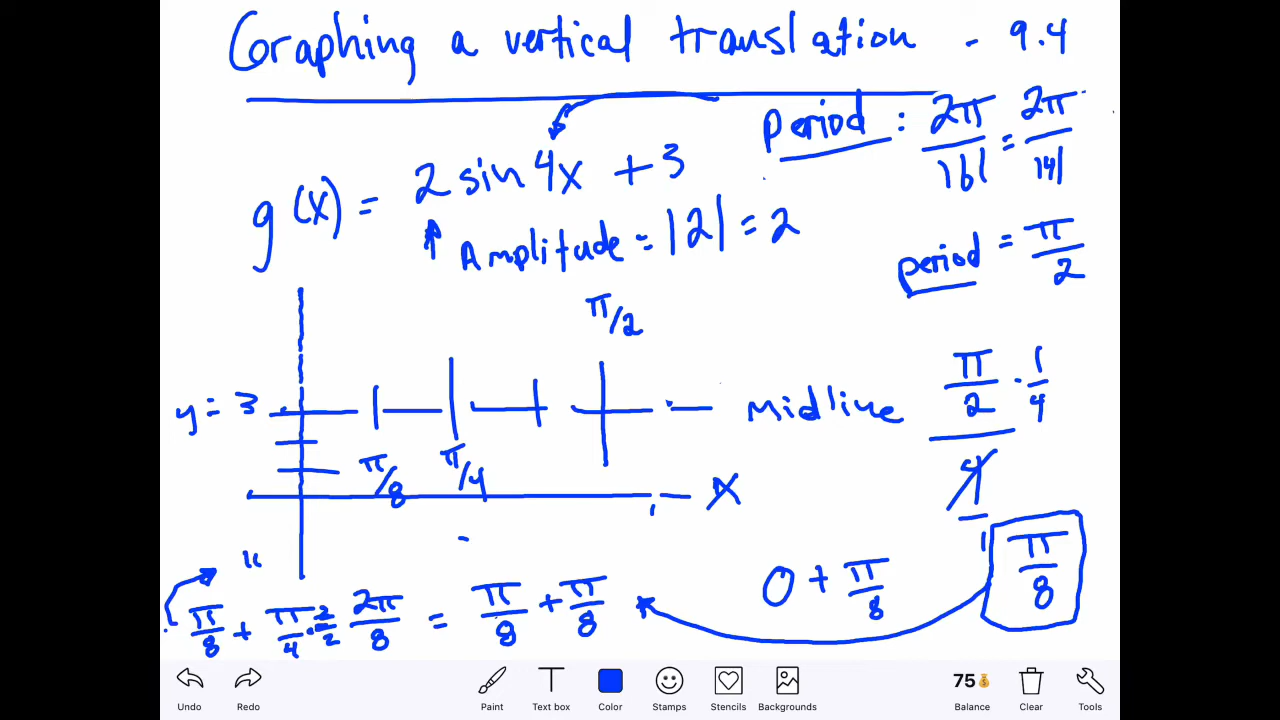 Graphing a vertical translation - 9.4
Period : 2π/|b| = 2π/|4|
g(x) = 2 sin 4x + 3
Amplitude = |2| = 2
period = π/2
π/2
y = 3
midline
π/2 · 1/4
4
1
π/8
π/4
x
π/8
0 + π/8
π/8 + π/4 · 2/2 2π/8 = π/8 + π/8
Undo Redo Paint Text box Color Stamps Stencils Backgrounds 75 Balance Clear Tools